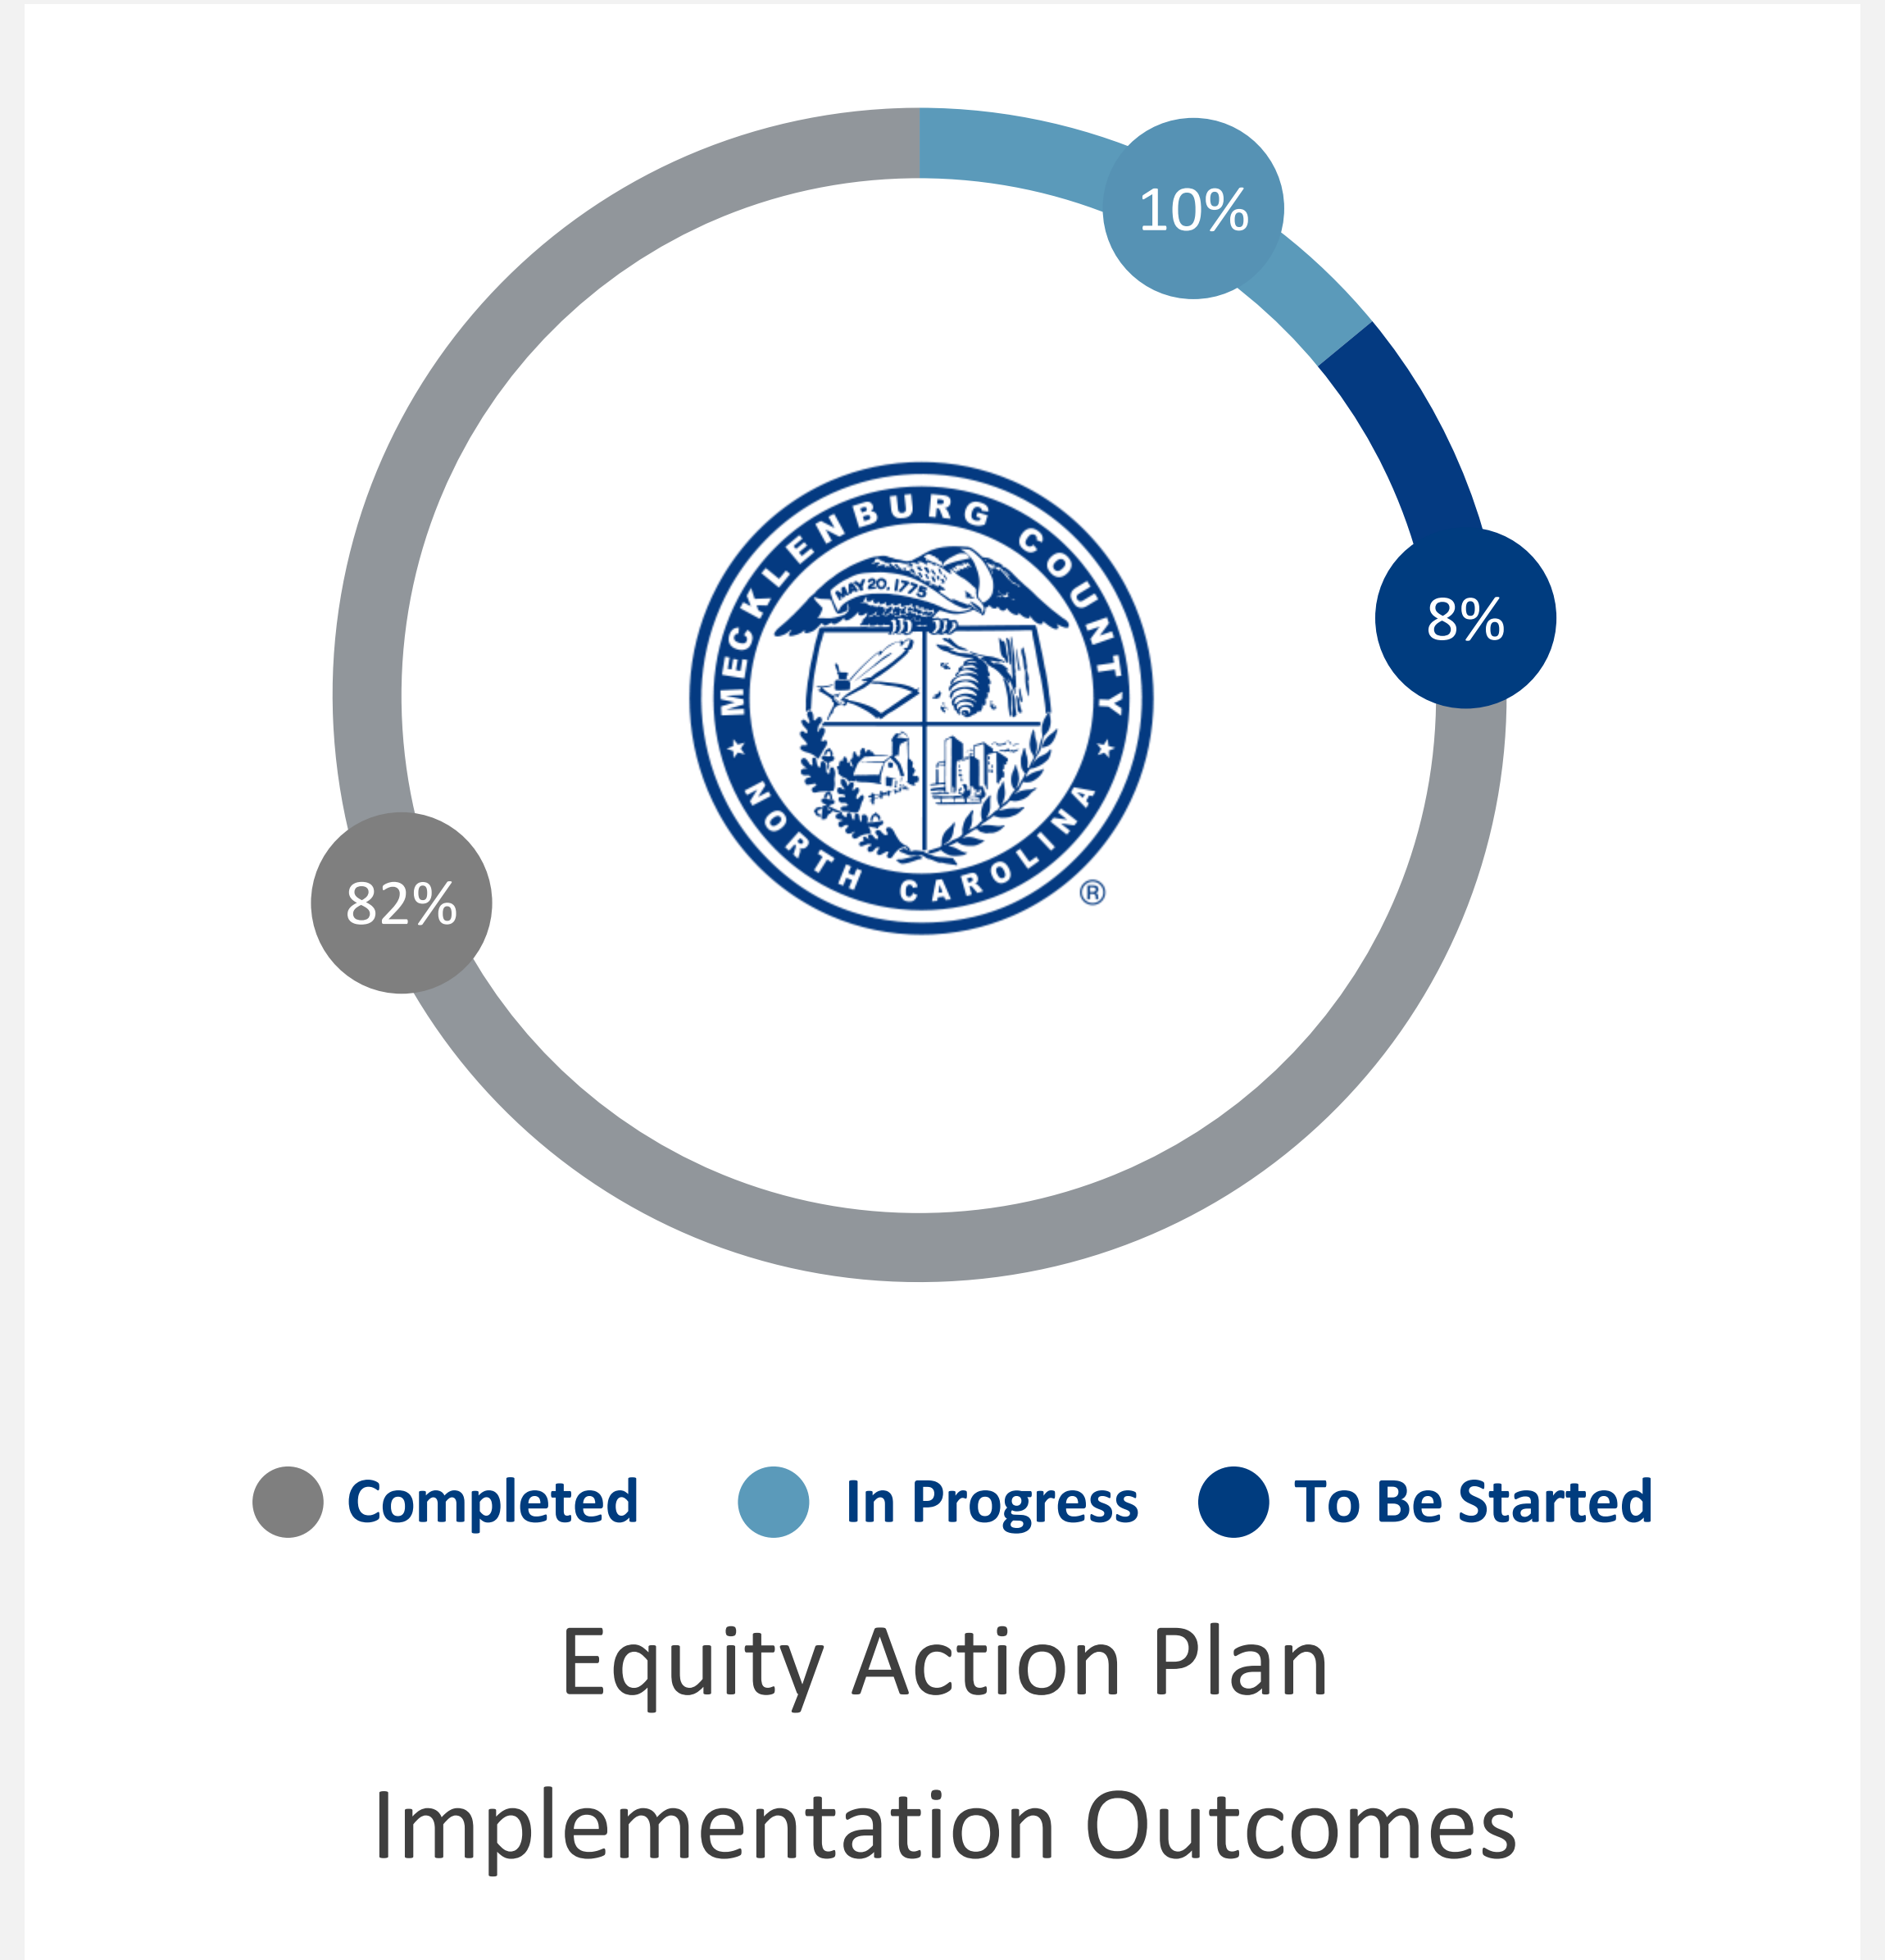 10%
8%
82%
MECKLENBURG COUNTY
MAY 20, 1775
NORTH CAROLINA
®
Completed
In Progress
To Be Started
Equity Action Plan
Implementation Outcomes